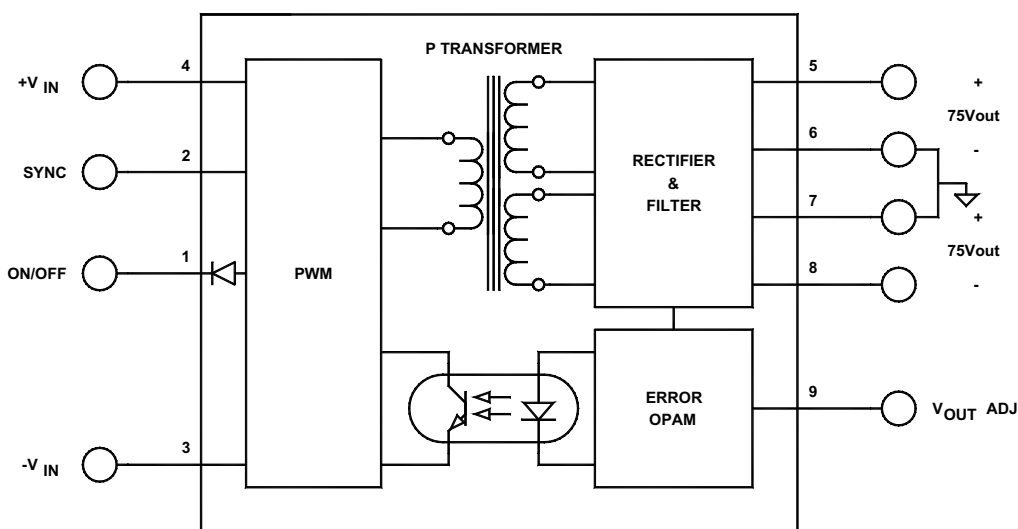 P TRANSFORMER
4
+V IN
2
SYNC
1
ON/OFF
3
-V IN
PWM
RECTIFIER
&
FILTER
ERROR
OPAM
5
+
75Vout
6
-
7
+
75Vout
8
-
9
VOUT ADJ